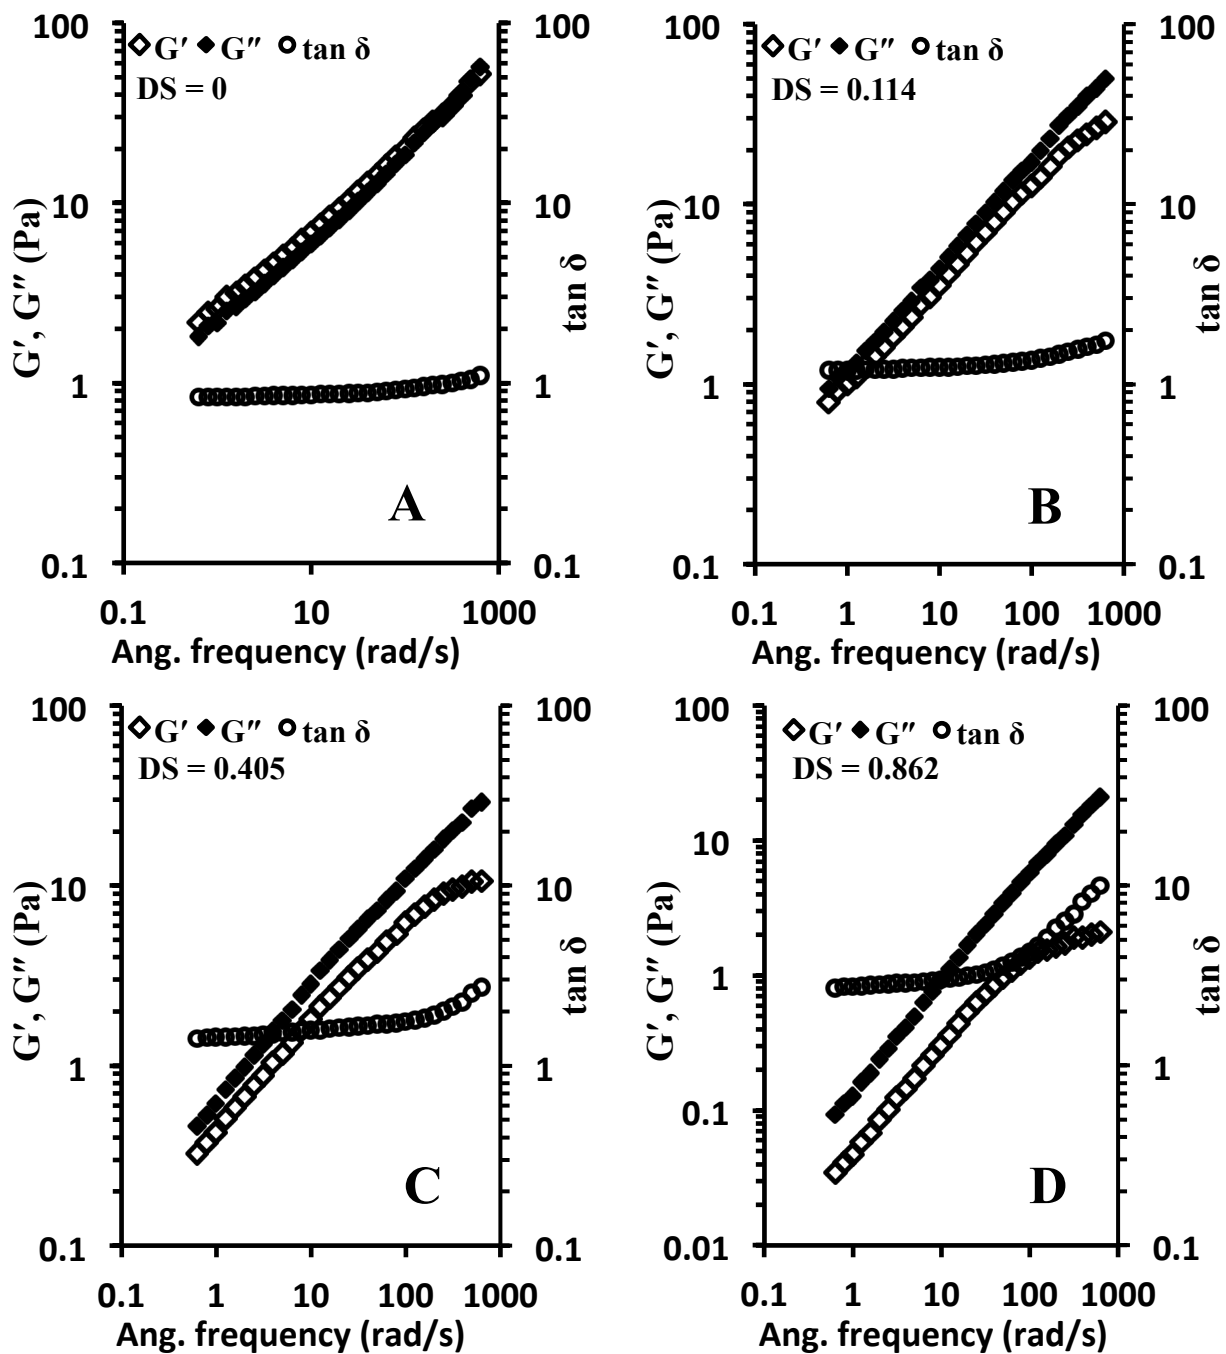 100
10
1
0.1
G′, G″ (Pa)
G′ G″ tan δ
DS = 0
A
100
10
1
0.1
tan δ
0.1 10 1000
Ang. frequency (rad/s)
100
10
1
0.1
G′, G″ (Pa)
G′ G″ tan δ
DS = 0.114
B
100
10
1
0.1
tan δ
0.1 1 10 100 1000
Ang. frequency (rad/s)
100
10
1
0.1
G′, G″ (Pa)
G′ G″ tan δ
DS = 0.405
C
100
10
1
0.1
tan δ
0.1 1 10 100 1000
Ang. frequency (rad/s)
100
10
1
0.1
0.01
G′, G″ (Pa)
G′ G″ tan δ
DS = 0.862
D
100
10
1
0.1
tan δ
0.1 1 10 100 1000
Ang. frequency (rad/s)